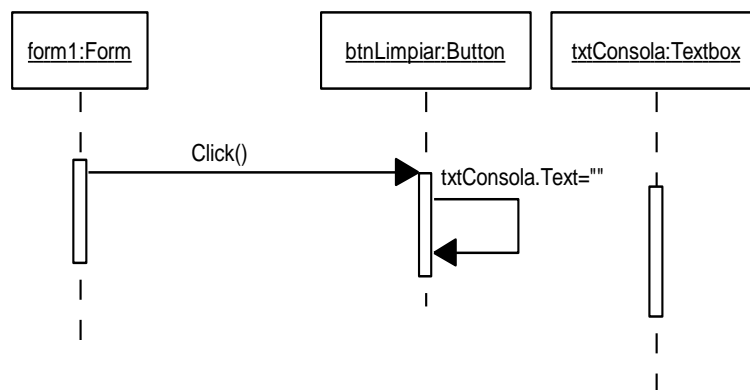 form1:Form
btnLimpiar:Button
txtConsola:Textbox
Click()
txtConsola.Text=""